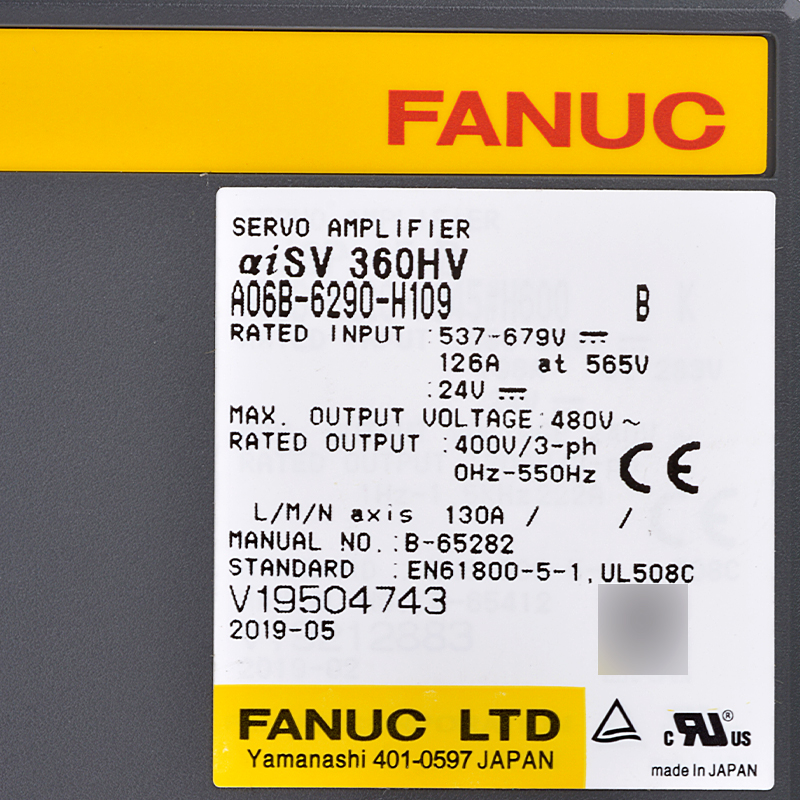 FANUC
SERVO AMPLIFIER
αiSV 360HV
A06B-6290-H109 B
RATED INPUT :537-679V ⎓
126A at 565V
:24V ⎓
MAX. OUTPUT VOLTAGE:480V ~
RATED OUTPUT :400V/3-ph
0Hz-550Hz
CE
L/M/N axis 130A / /
MANUAL NO.:B-65282
STANDARD :EN61800-5-1,UL508C
V19504743
2019-05
FANUC LTD
Yamanashi 401-0597 JAPAN
c RU® US
made In JAPAN